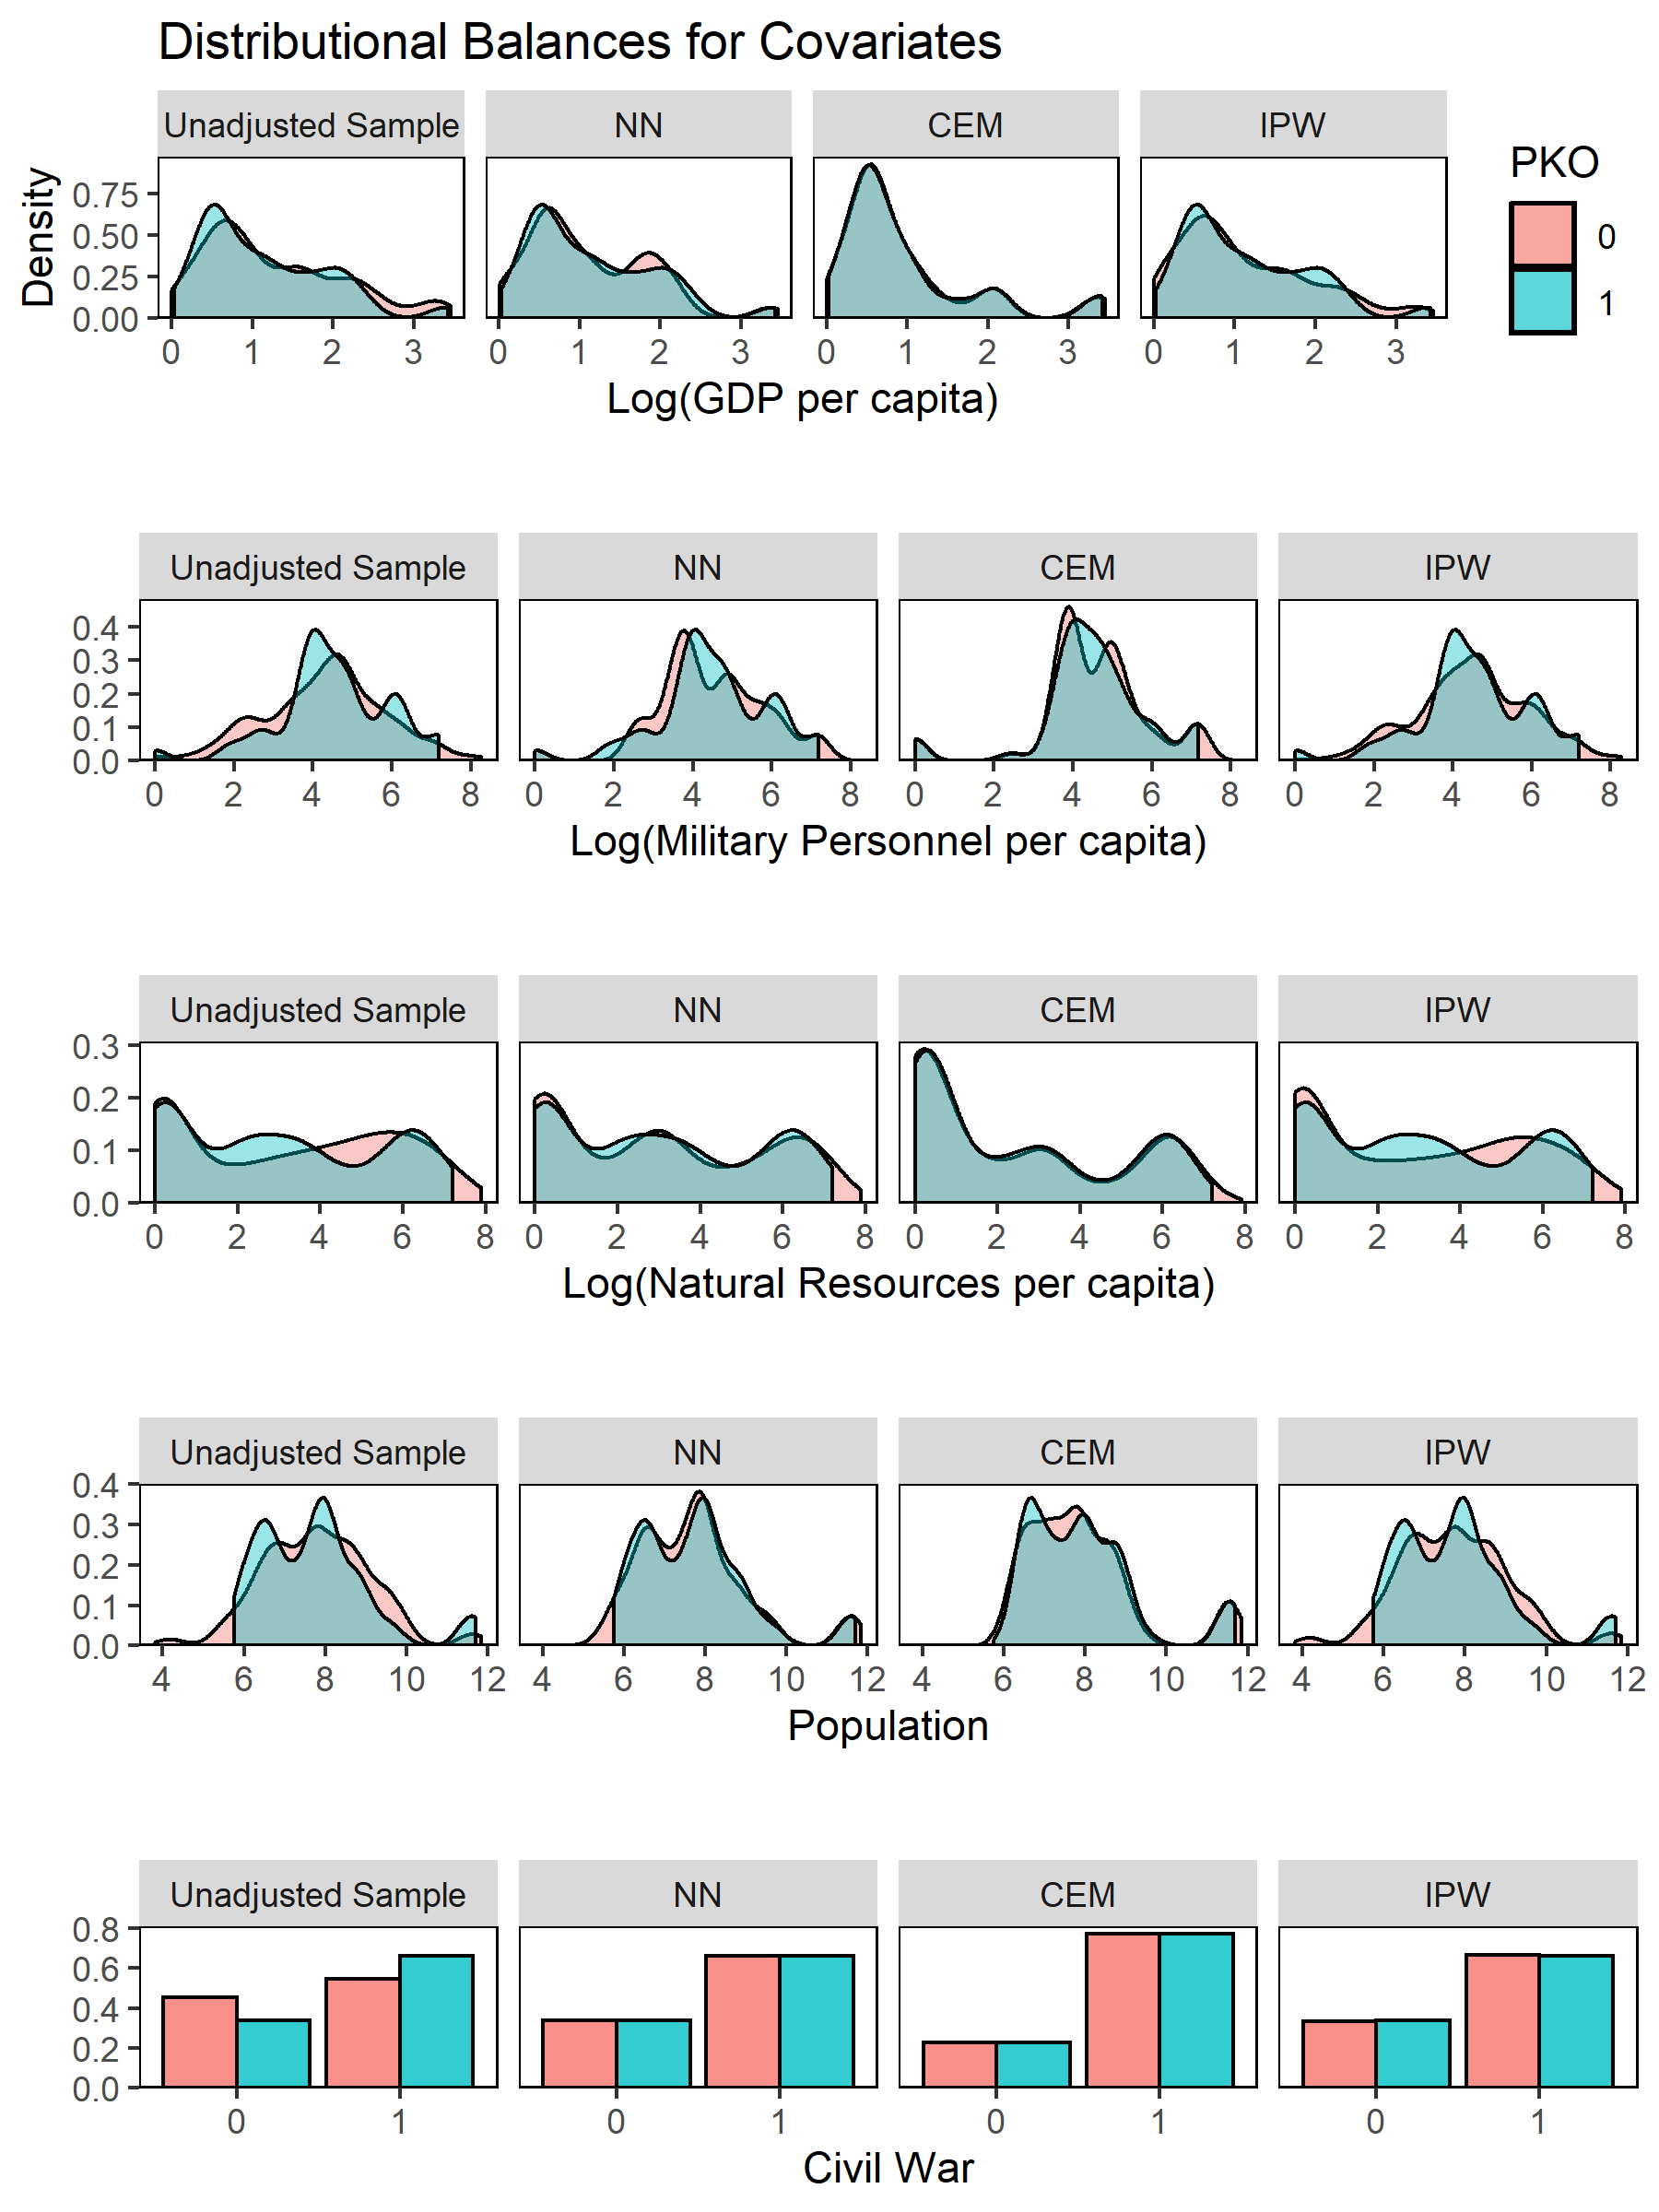 Distributional Balances for Covariates
Unadjusted Sample NN CEM IPW
PKO
0
1
Density
0.75
0.50
0.25
0.00
0 1 2 3 0 1 2 3 0 1 2 3 0 1 2 3
Log(GDP per capita)
Unadjusted Sample NN CEM IPW
0.4
0.3
0.2
0.1
0.0
0 2 4 6 8 0 2 4 6 8 0 2 4 6 8 0 2 4 6 8
Log(Military Personnel per capita)
Unadjusted Sample NN CEM IPW
0.3
0.2
0.1
0.0
0 2 4 6 8 0 2 4 6 8 0 2 4 6 8 0 2 4 6 8
Log(Natural Resources per capita)
Unadjusted Sample NN CEM IPW
0.4
0.3
0.2
0.1
0.0
4 6 8 10 12 4 6 8 10 12 4 6 8 10 12 4 6 8 10 12
Population
Unadjusted Sample NN CEM IPW
0.8
0.6
0.4
0.2
0.0
0 1 0 1 0 1 0 1
Civil War